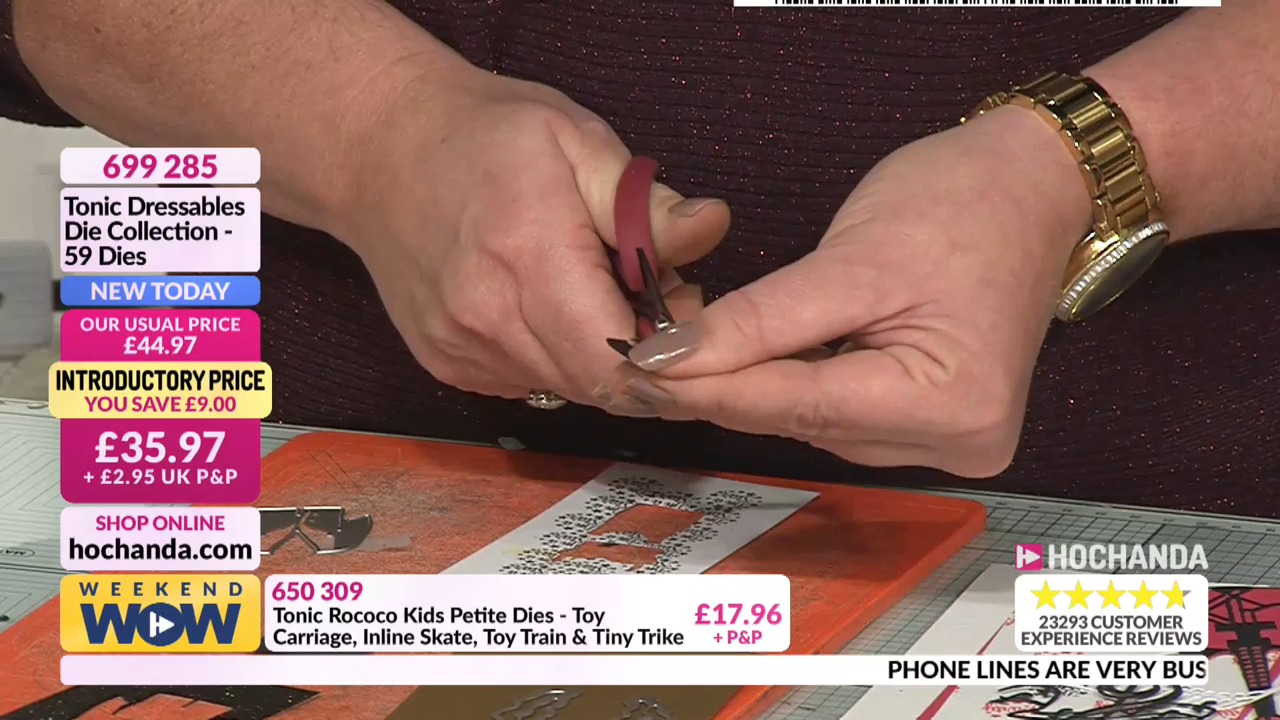 699 285
Tonic Dressables
Die Collection -
59 Dies
NEW TODAY
OUR USUAL PRICE
£44.97
INTRODUCTORY PRICE
YOU SAVE £9.00
£35.97
+ £2.95 UK P&P
SHOP ONLINE
hochanda.com
WEEKEND
WOW
650 309
Tonic Rococo Kids Petite Dies - Toy
Carriage, Inline Skate, Toy Train & Tiny Trike
£17.96
+ P&P
HOCHANDA
23293 CUSTOMER
EXPERIENCE REVIEWS
PHONE LINES ARE VERY BUS